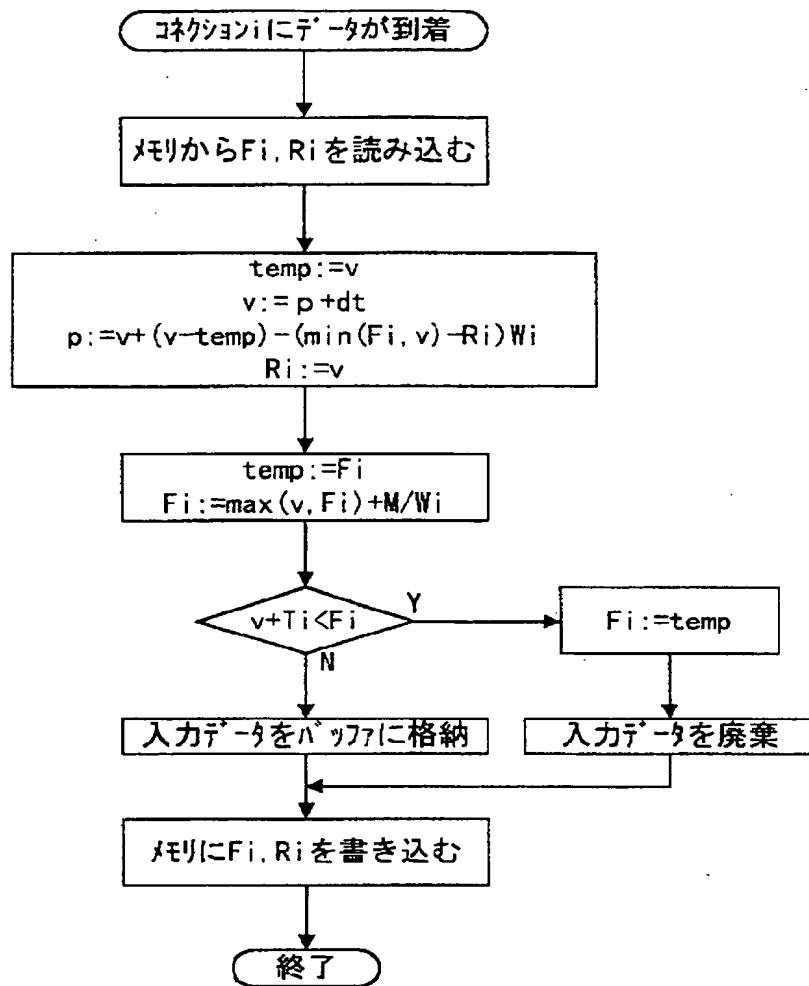 ｺﾈｸｼｮﾝiにﾃﾞｰﾀが到着
ﾒﾓﾘからFi,Riを読み込む
temp:=v
v:=p+dt
p:=v+(v-temp)-(min(Fi,v)-Ri)Wi
Ri:=v
temp:=Fi
Fi:=max(v,Fi)+M/Wi
v+Ti<Fi
Y
Fi:=temp
N
入力ﾃﾞｰﾀをﾊﾞｯﾌｧに格納
入力ﾃﾞｰﾀを廃棄
ﾒﾓﾘにFi,Riを書き込む
終了